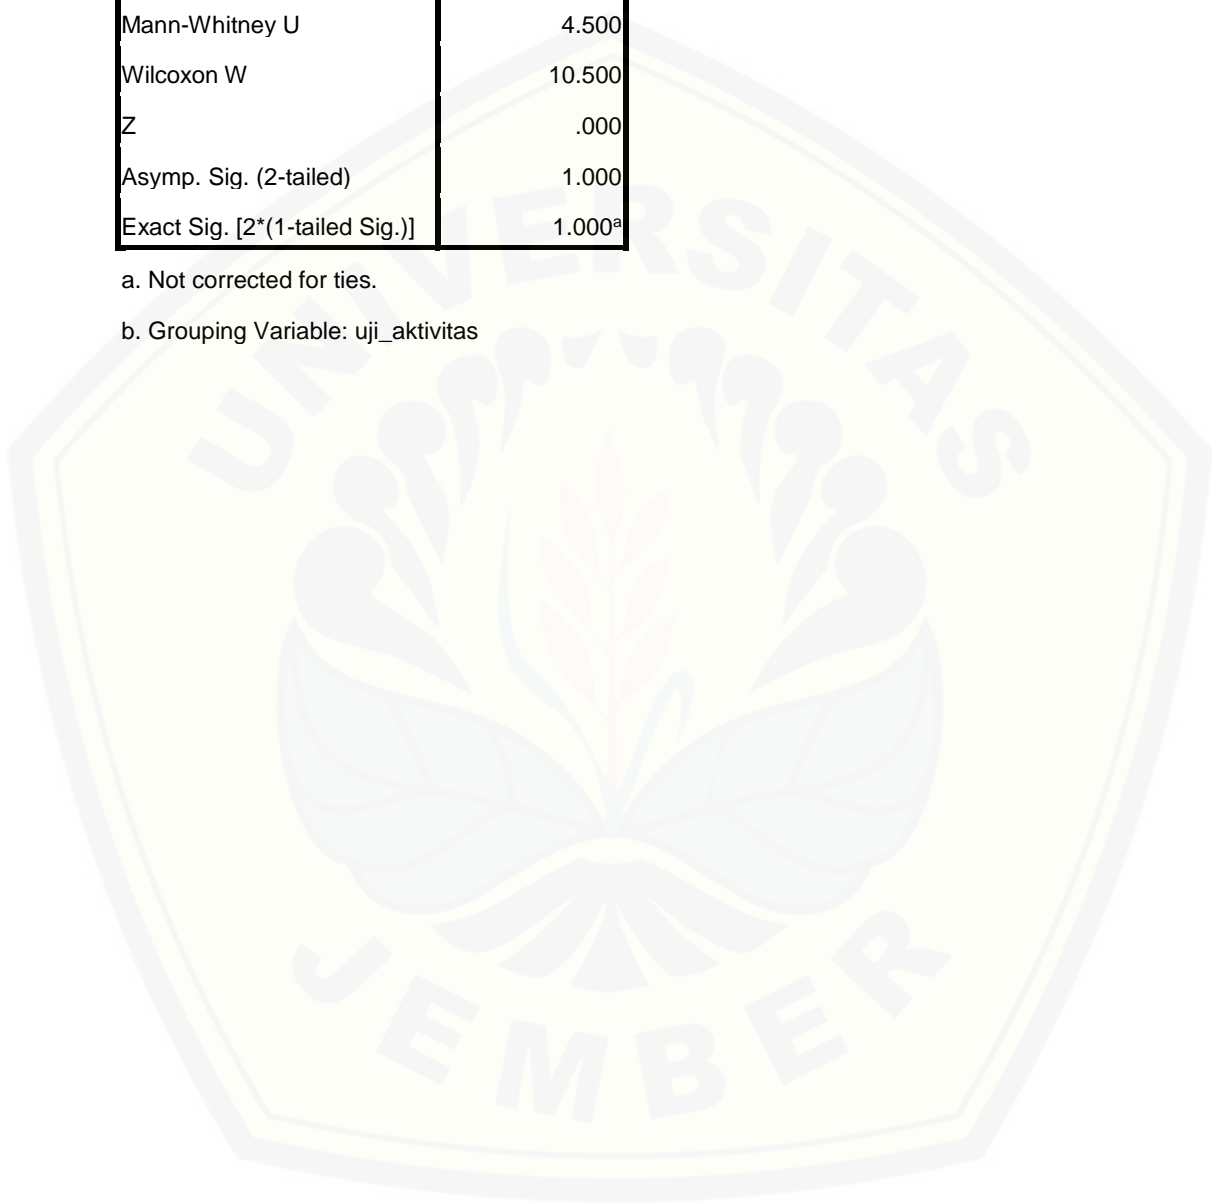 Mann-Whitney U 4.500
Wilcoxon W 10.500
Z .000
Asymp. Sig. (2-tailed) 1.000
Exact Sig. [2*(1-tailed Sig.)] 1.000a
a. Not corrected for ties.
b. Grouping Variable: uji_aktivitas
UNIVERSITAS
JEMBER